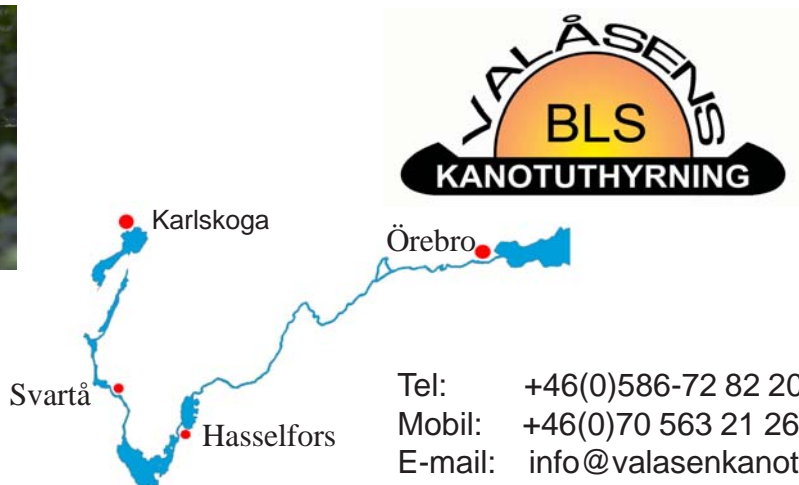 VALÅSENS
BLS
KANOTUTHYRNING
Karlskoga
Örebro
Svartå
Hasselfors
Tel: +46(0)586-72 82 20
Mobil: +46(0)70 563 21 26
E-mail: info@valasenkanot